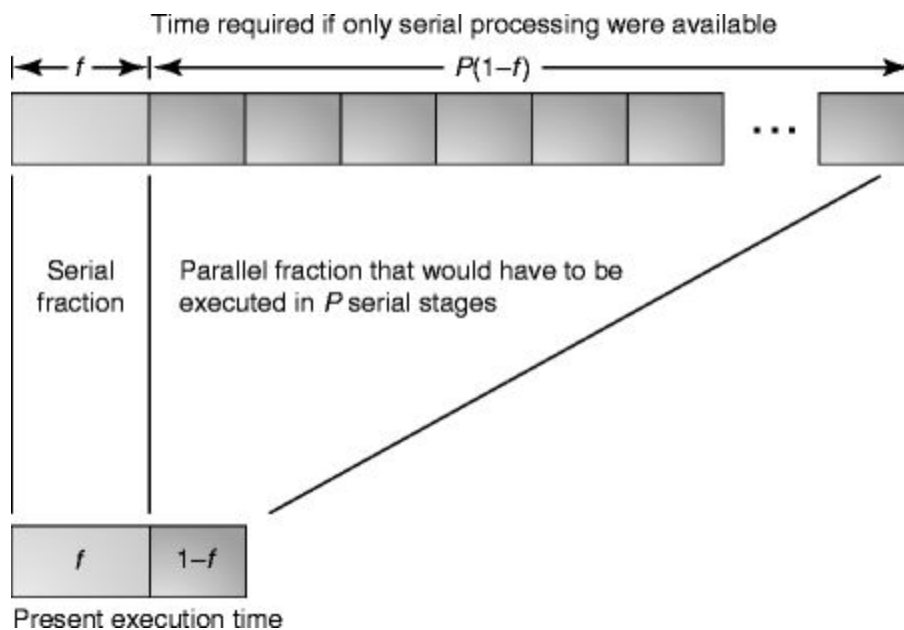 Time required if only serial processing were available
f P(1–f)
...
Serial
fraction
Parallel fraction that would have to be
executed in P serial stages
f 1–f
Present execution time